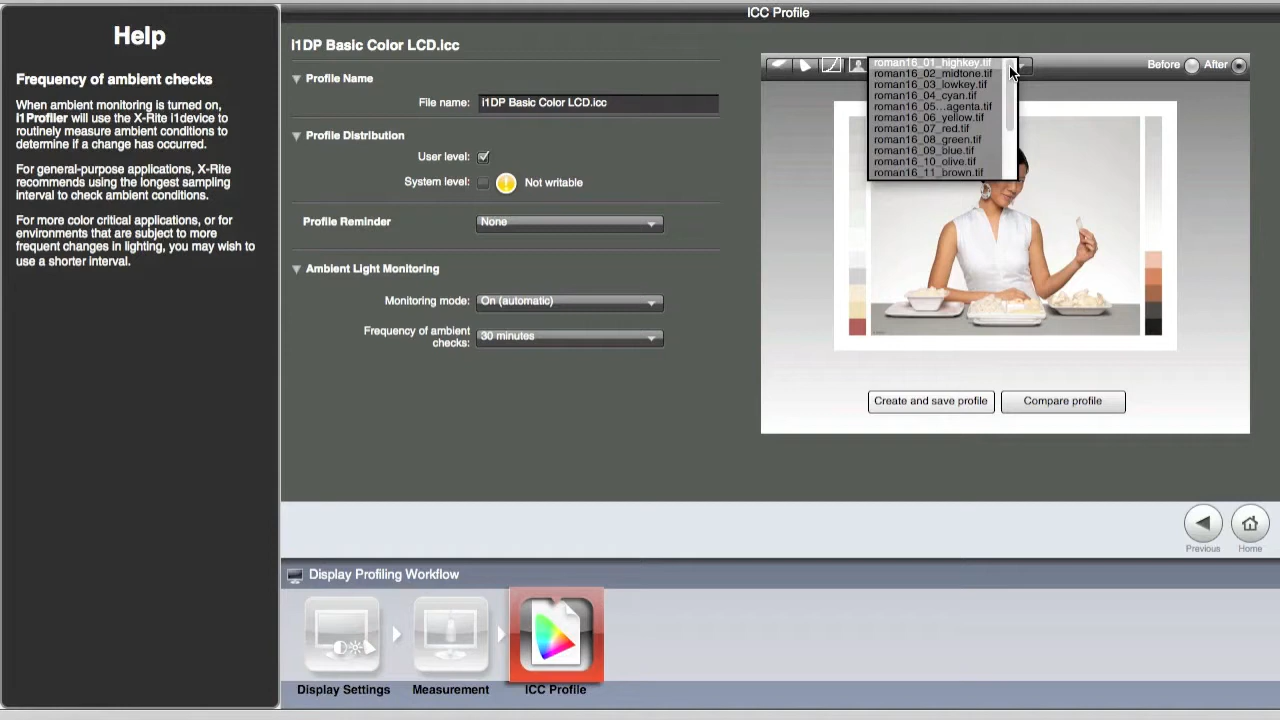 ICC Profile
Help
Frequency of ambient checks
When ambient monitoring is turned on,
i1Profiler will use the X-Rite i1device to
routinely measure ambient conditions to
determine if a change has occurred.
For general-purpose applications, X-Rite
recommends using the longest sampling
interval to check ambient conditions.
For more color critical applications, or for
environments that are subject to more
frequent changes in lighting, you may wish to
use a shorter interval.
i1DP Basic Color LCD.icc
Profile Name
File name: i1DP Basic Color LCD.icc
Profile Distribution
User level:
System level: Not writable
Profile Reminder None
Ambient Light Monitoring
Monitoring mode: On (automatic)
Frequency of ambient
checks: 30 minutes
roman16_01_highkey.tif
roman16_02_midtone.tif
roman16_03_lowkey.tif
roman16_04_cyan.tif
roman16_05...agenta.tif
roman16_06_yellow.tif
roman16_07_red.tif
roman16_08_green.tif
roman16_09_blue.tif
roman16_10_olive.tif
roman16_11_brown.tif
Before After
Create and save profile Compare profile
Previous Home
Display Profiling Workflow
Display Settings Measurement ICC Profile